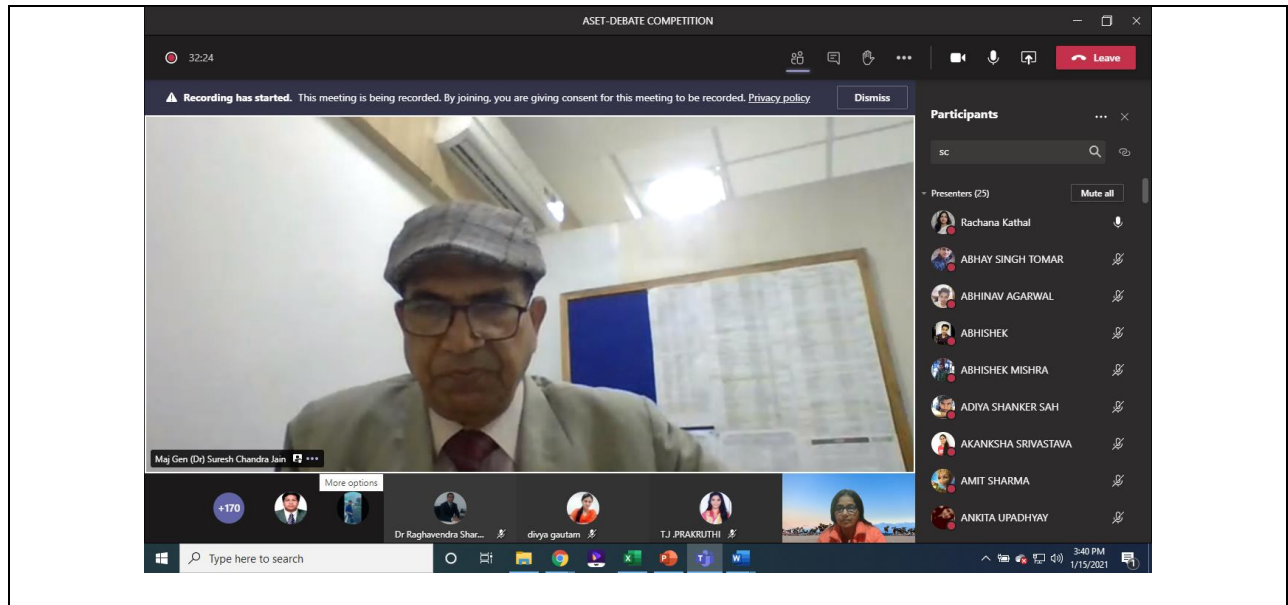 ASET-DEBATE COMPETITION
32:24
Leave
Recording has started. This meeting is being recorded. By joining, you are giving consent for this meeting to be recorded. Privacy policy
Dismiss
Participants
sc
Presenters (25)
Mute all
Rachana Kathal
ABHAY SINGH TOMAR
ABHINAV AGARWAL
ABHISHEK
ABHISHEK MISHRA
ADIYA SHANKER SAH
AKANKSHA SRIVASTAVA
AMIT SHARMA
ANKITA UPADHYAY
Maj Gen (Dr) Suresh Chandra Jain
More options
+170
Dr Raghavendra Shar...
divya gautam
T.J .PRAKRUTHI
Type here to search
3:40 PM
1/15/2021